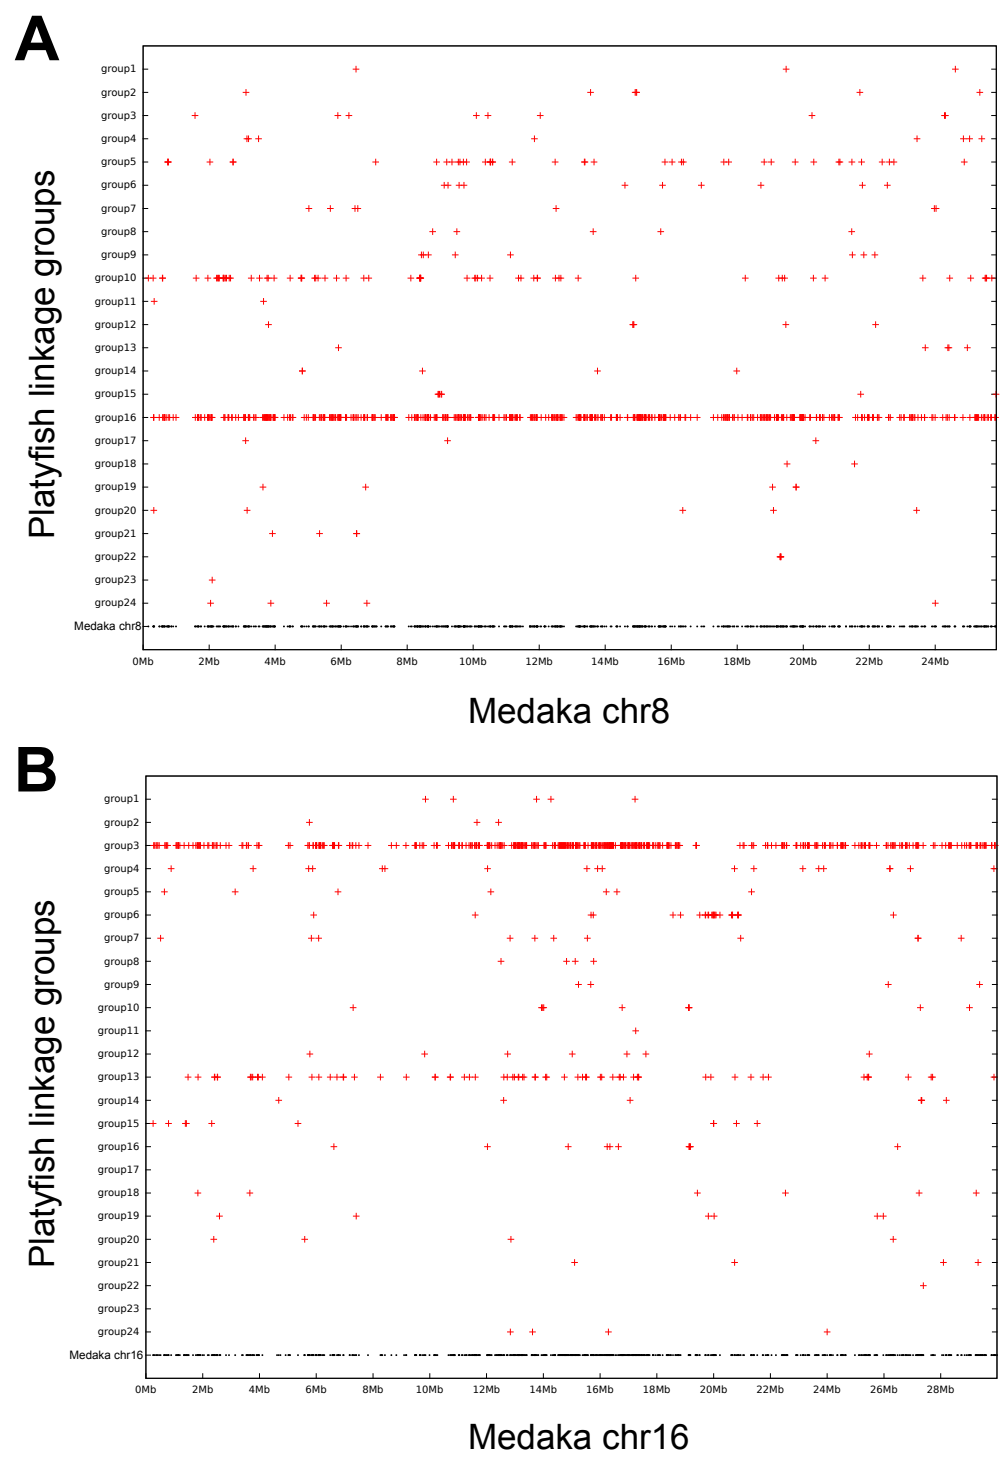 A
Platyfish linkage groups
group1
group2
group3
group4
group5
group6
group7
group8
group9
group10
group11
group12
group13
group14
group15
group16
group17
group18
group19
group20
group21
group22
group23
group24
Medaka chr8
0Mb 2Mb 4Mb 6Mb 8Mb 10Mb 12Mb 14Mb 16Mb 18Mb 20Mb 22Mb 24Mb
Medaka chr8
B
Platyfish linkage groups
group1
group2
group3
group4
group5
group6
group7
group8
group9
group10
group11
group12
group13
group14
group15
group16
group17
group18
group19
group20
group21
group22
group23
group24
Medaka chr16
0Mb 2Mb 4Mb 6Mb 8Mb 10Mb 12Mb 14Mb 16Mb 18Mb 20Mb 22Mb 24Mb 26Mb 28Mb
Medaka chr16